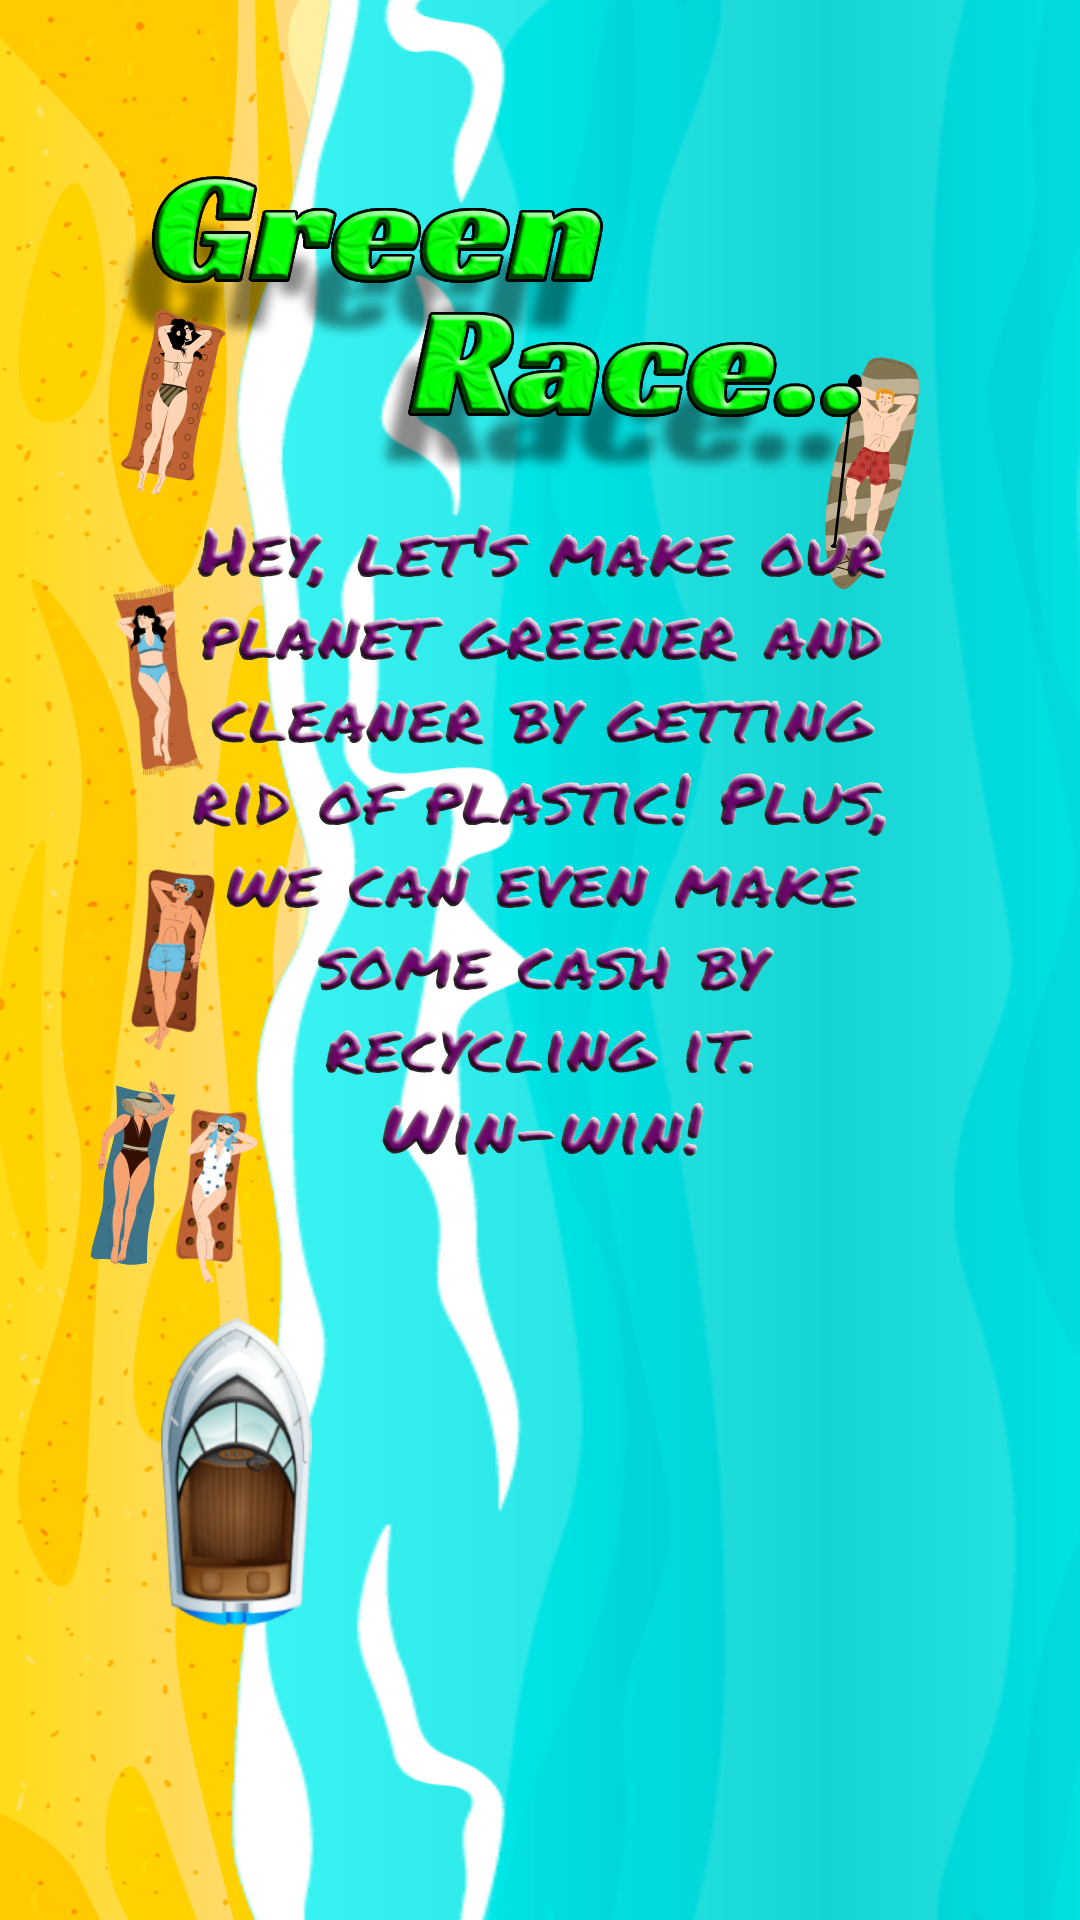 Green
Race..
Hey, let's make our
planet greener and
cleaner by getting
rid of plastic! Plus,
we can even make
some cash by
recycling it.
Win-win!